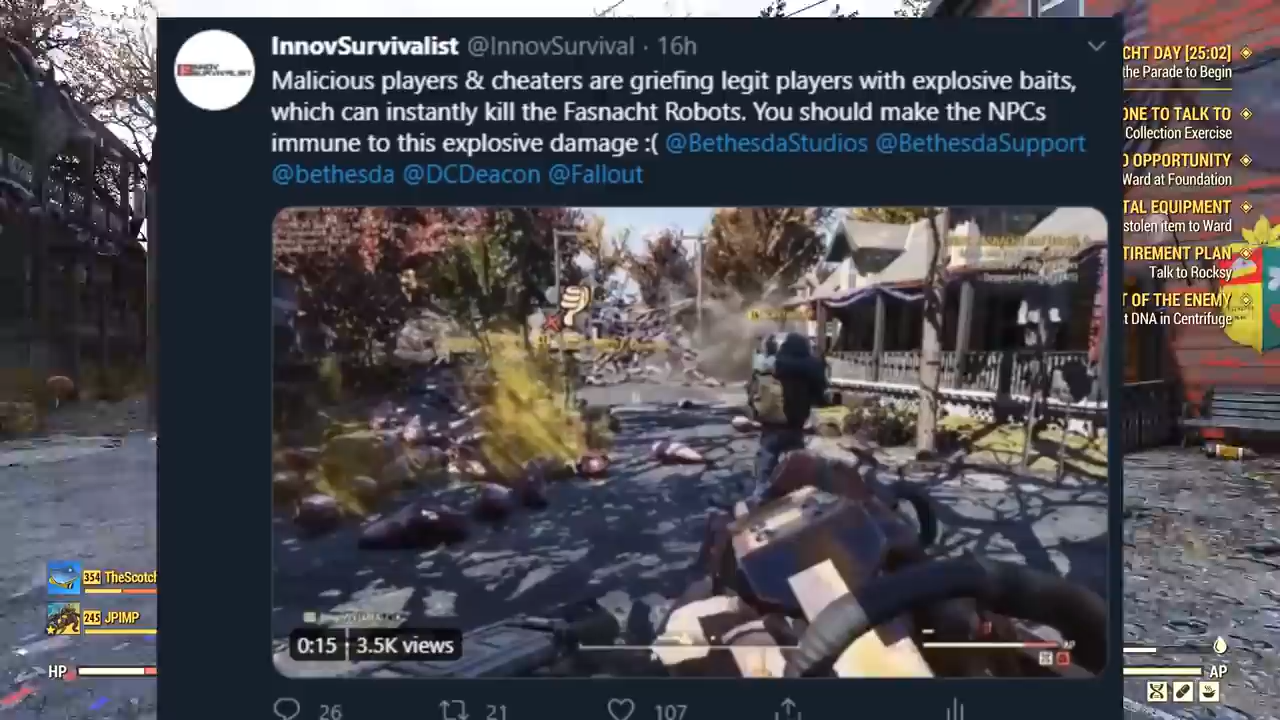 InnovSurvivalist @InnovSurvival · 16h
Malicious players & cheaters are griefing legit players with explosive baits,
which can instantly kill the Fasnacht Robots. You should make the NPCs
immune to this explosive damage :( @BethesdaStudios @BethesdaSupport
@bethesda @DCDeacon @Fallout
0:15 3.5K views
26 21 107
CHT DAY [25:02]
the Parade to Begin
ONE TO TALK TO
Collection Exercise
OPPORTUNITY
Ward at Foundation
TAL EQUIPMENT
stolen item to Ward
TIREMENT PLAN
Talk to Rocksy
T OF THE ENEMY
t DNA in Centrifuge
354 TheScotch
245 JPIMP
HP
AP